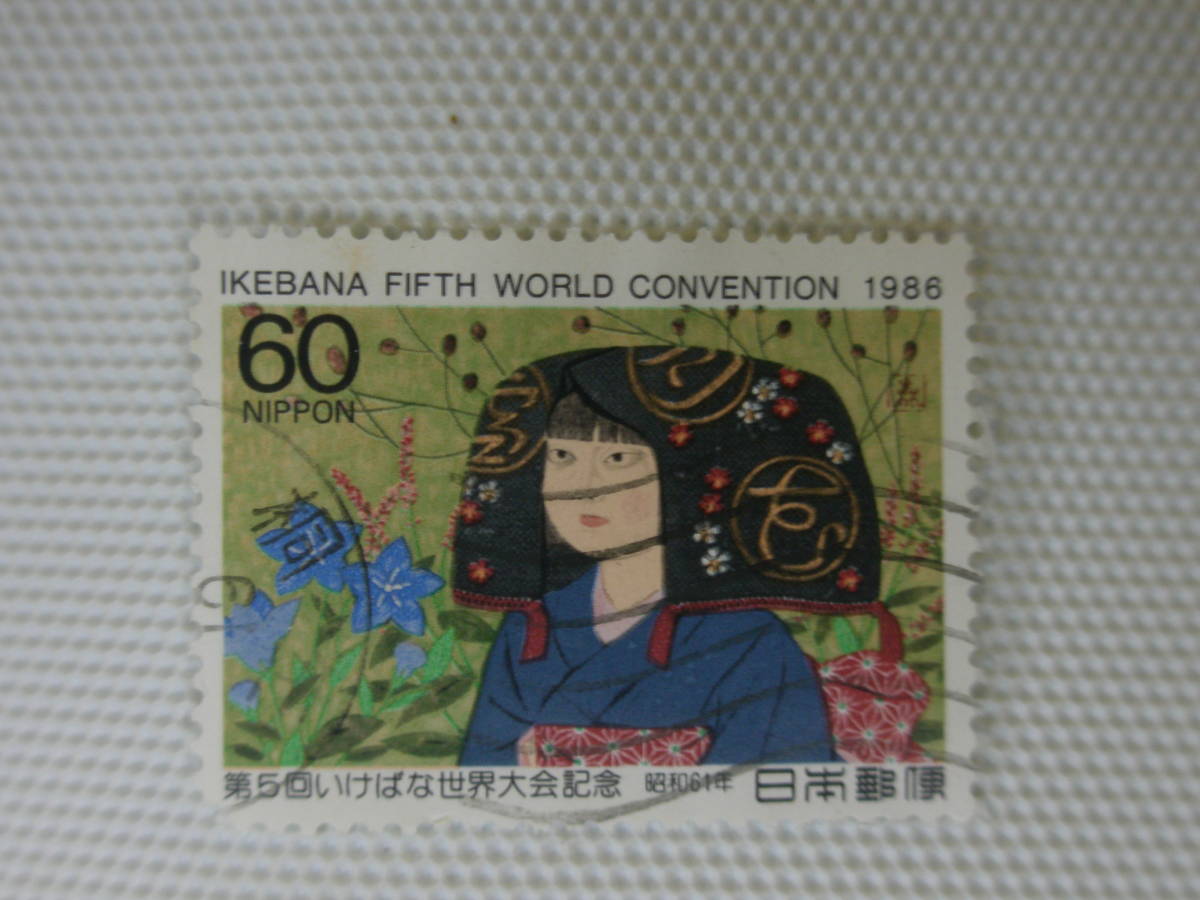 IKEBANA FIFTH WORLD CONVENTION 1986
60
NIPPON
第5回いけばな世界大会記念 昭和61年 日本郵便